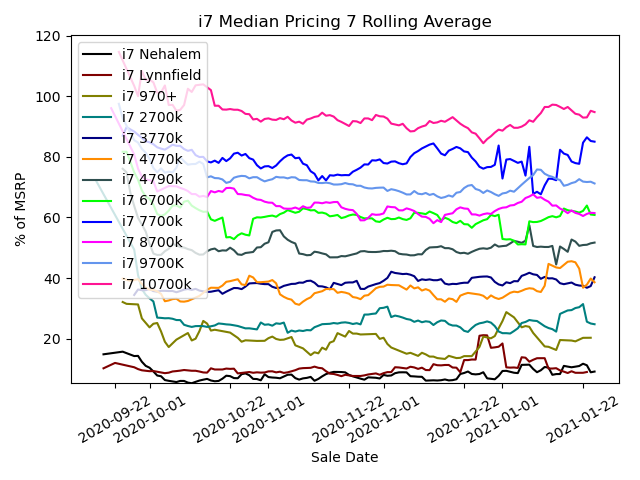 i7 Median Pricing 7 Rolling Average
% of MSRP
120
100
80
60
40
20
i7 Nehalem
i7 Lynnfield
i7 970+
i7 2700k
i7 3770k
i7 4770k
i7 4790k
i7 6700k
i7 7700k
i7 8700k
i7 9700K
i7 10700k
2020-09-22
2020-10-01
2020-10-22
2020-11-01
2020-11-22
2020-12-01
2020-12-22
2021-01-01
2021-01-22
Sale Date